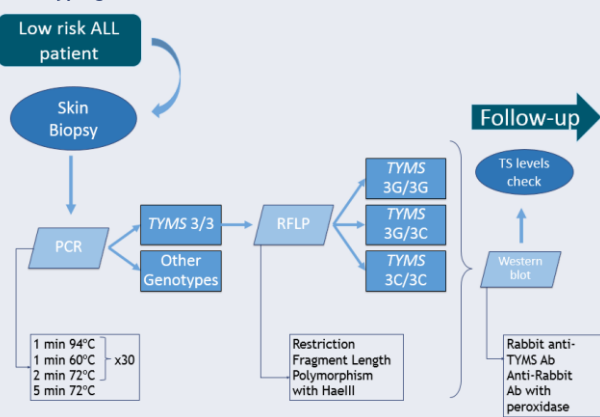 Low risk ALL
patient
Skin
Biopsy
PCR
TYMS 3/3
Other
Genotypes
RFLP
TYMS
3G/3G
TYMS
3G/3C
TYMS
3C/3C
Follow-up
TS levels
check
Western
blot
1 min 94°C
1 min 60°C
2 min 72°C
x30
5 min 72°C
Restriction
Fragment Length
Polymorphism
with HaeIII
Rabbit anti-
TYMS Ab
Anti-Rabbit
Ab with
peroxidase